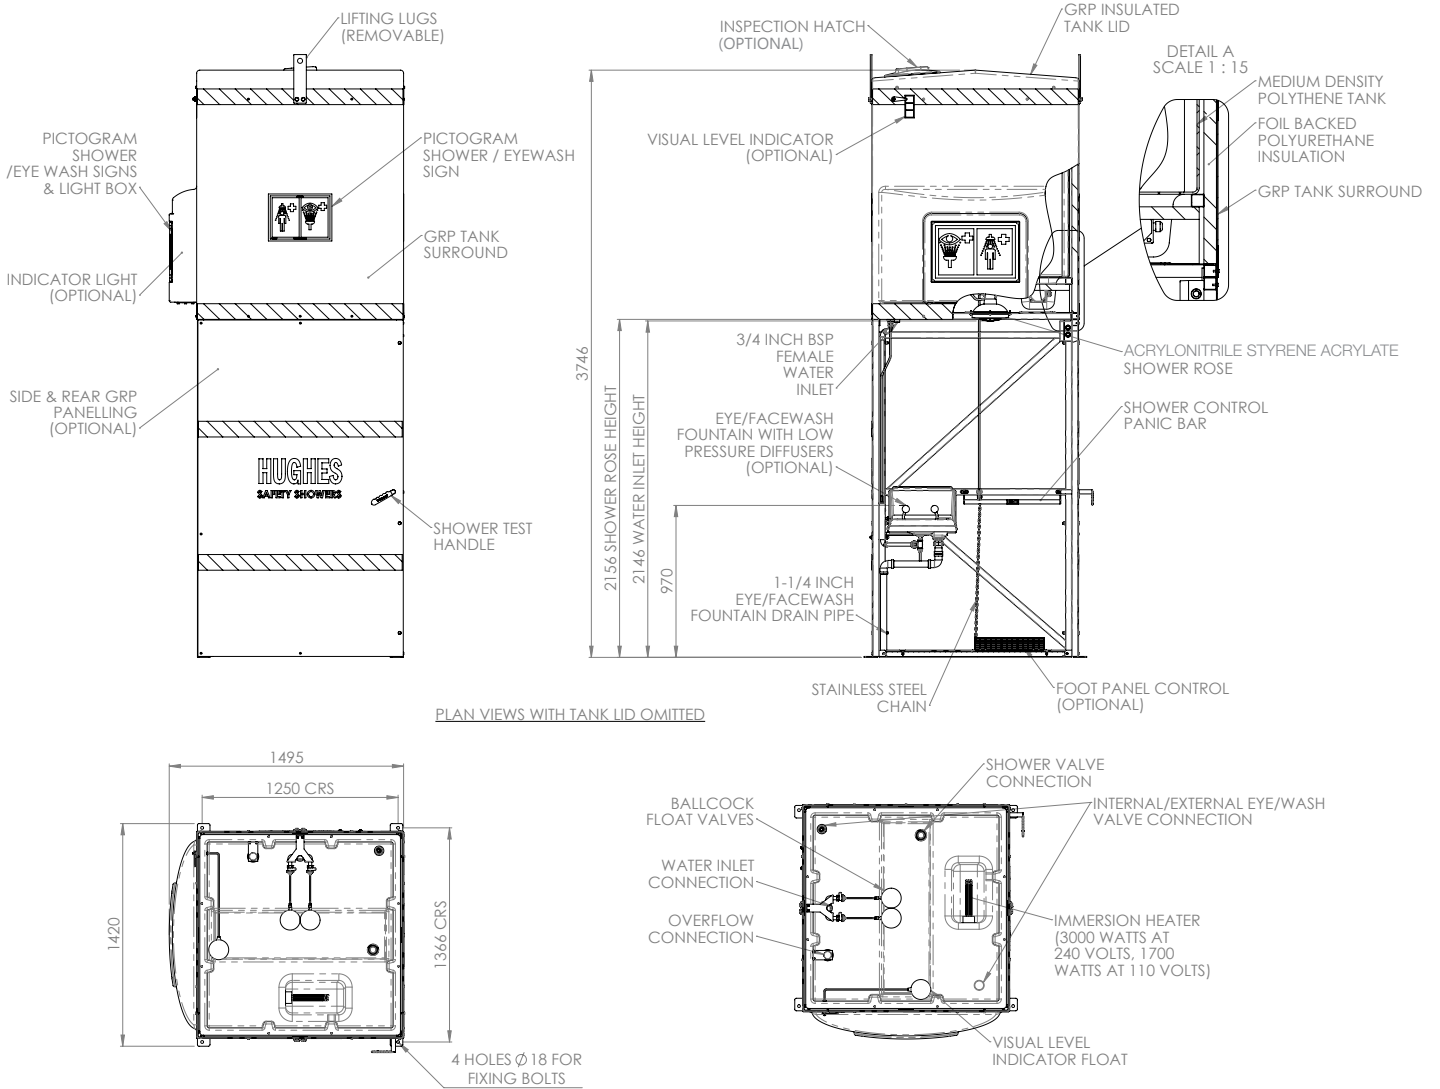 LIFTING LUGS
(REMOVABLE)
PICTOGRAM
SHOWER
/EYE WASH SIGNS
& LIGHT BOX
PICTOGRAM
SHOWER / EYEWASH
SIGN
GRP TANK
SURROUND
INDICATOR LIGHT
(OPTIONAL)
SIDE & REAR GRP
PANELLING
(OPTIONAL)
HUGHES
SAFETY SHOWERS
SHOWER TEST
HANDLE
INSPECTION HATCH
(OPTIONAL)
GRP INSULATED
TANK LID
VISUAL LEVEL INDICATOR
(OPTIONAL)
DETAIL A
SCALE 1 : 15
MEDIUM DENSITY
POLYTHENE TANK
FOIL BACKED
POLYURETHANE
INSULATION
GRP TANK SURROUND
3746
2156 SHOWER ROSE HEIGHT
2146 WATER INLET HEIGHT
970
3/4 INCH BSP
FEMALE
WATER
INLET
EYE/FACEWASH
FOUNTAIN WITH LOW
PRESSURE DIFFUSERS
(OPTIONAL)
ACRYLONITRILE STYRENE ACRYLATE
SHOWER ROSE
SHOWER CONTROL
PANIC BAR
1-1/4 INCH
EYE/FACEWASH
FOUNTAIN DRAIN PIPE
STAINLESS STEEL
CHAIN
FOOT PANEL CONTROL
(OPTIONAL)
PLAN VIEWS WITH TANK LID OMITTED
1495
1250 CRS
1420
1366 CRS
4 HOLES Ø 18 FOR
FIXING BOLTS
BALLCOCK
FLOAT VALVES
WATER INLET
CONNECTION
OVERFLOW
CONNECTION
SHOWER VALVE
CONNECTION
INTERNAL/EXTERNAL EYE/WASH
VALVE CONNECTION
IMMERSION HEATER
(3000 WATTS AT
240 VOLTS, 1700
WATTS AT 110 VOLTS)
VISUAL LEVEL
INDICATOR FLOAT